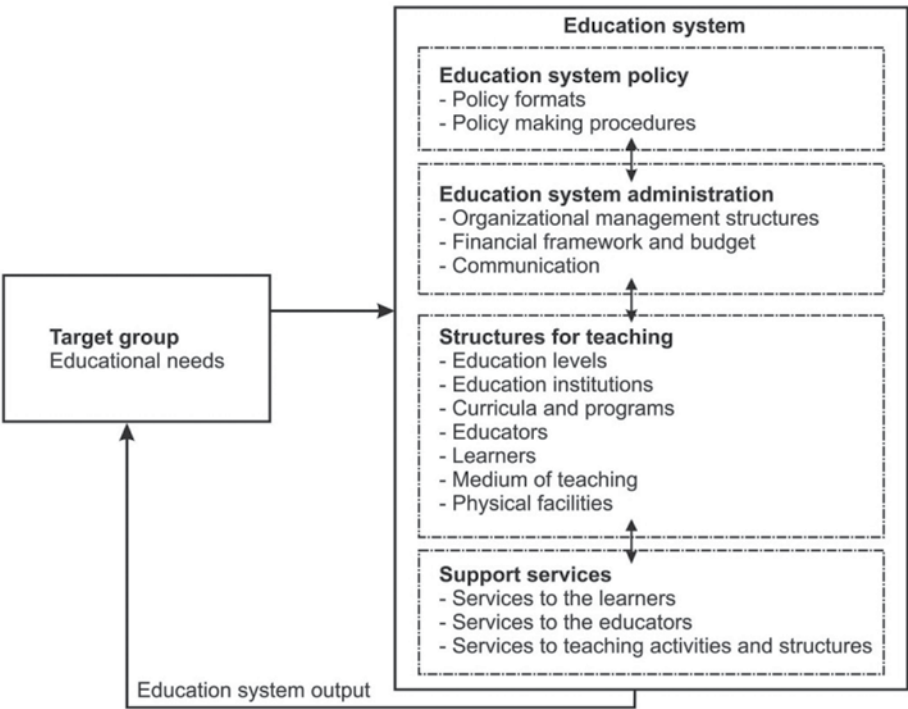 Education system
Education system policy
- Policy formats
- Policy making procedures
Education system administration
- Organizational management structures
- Financial framework and budget
- Communication
Target group
Educational needs
Structures for teaching
- Education levels
- Education institutions
- Curricula and programs
- Educators
- Learners
- Medium of teaching
- Physical facilities
Support services
- Services to the learners
- Services to the educators
- Services to teaching activities and structures
Education system output